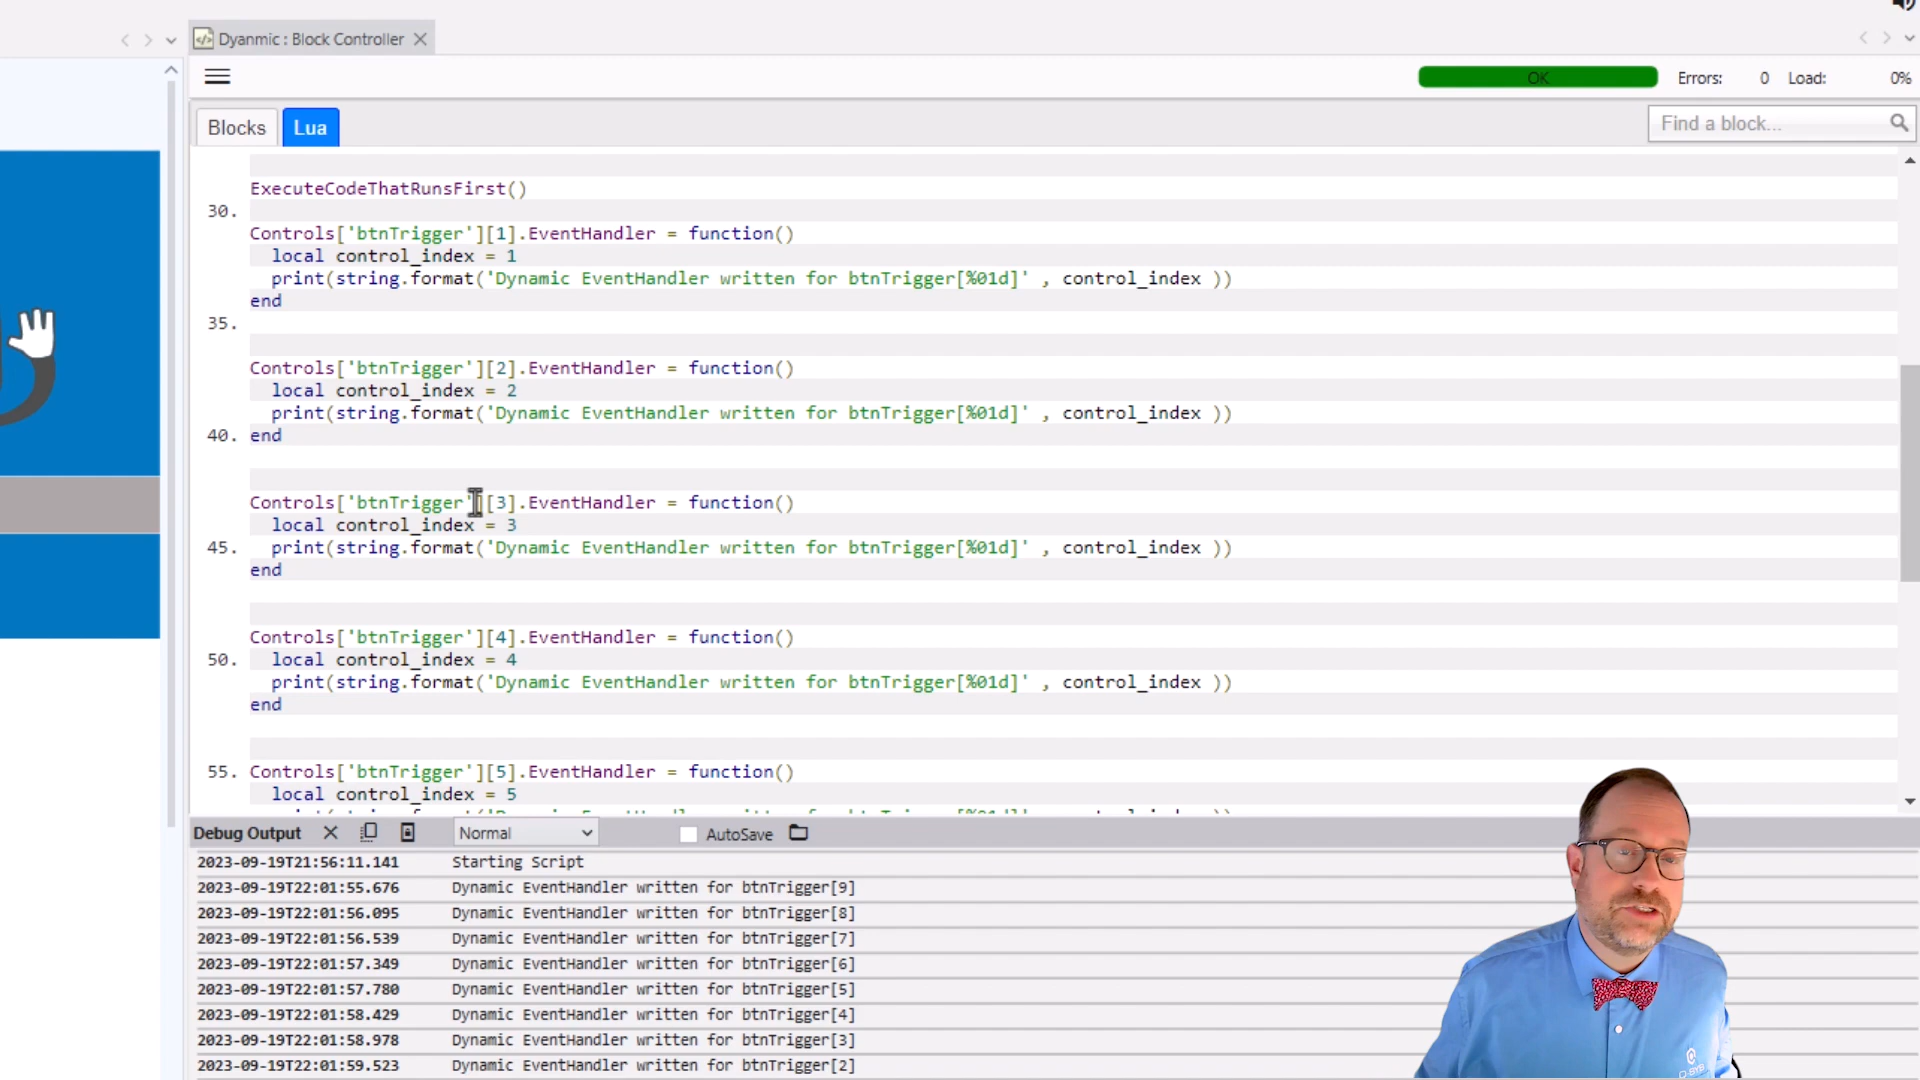 Dyanmic : Block Controller
OK Errors: 0 Load: 0%
Blocks Lua Find a block...
ExecuteCodeThatRunsFirst()
30.
Controls['btnTrigger'][1].EventHandler = function()
local control_index = 1
print(string.format('Dynamic EventHandler written for btnTrigger[%01d]' , control_index ))
end
35.
Controls['btnTrigger'][2].EventHandler = function()
local control_index = 2
print(string.format('Dynamic EventHandler written for btnTrigger[%01d]' , control_index ))
40. end
Controls['btnTrigger'][3].EventHandler = function()
local control_index = 3
45. print(string.format('Dynamic EventHandler written for btnTrigger[%01d]' , control_index ))
end
Controls['btnTrigger'][4].EventHandler = function()
50. local control_index = 4
print(string.format('Dynamic EventHandler written for btnTrigger[%01d]' , control_index ))
end
55. Controls['btnTrigger'][5].EventHandler = function()
local control_index = 5
Debug Output Normal AutoSave
2023-09-19T21:56:11.141 Starting Script
2023-09-19T22:01:55.676 Dynamic EventHandler written for btnTrigger[9]
2023-09-19T22:01:56.095 Dynamic EventHandler written for btnTrigger[8]
2023-09-19T22:01:56.539 Dynamic EventHandler written for btnTrigger[7]
2023-09-19T22:01:57.349 Dynamic EventHandler written for btnTrigger[6]
2023-09-19T22:01:57.780 Dynamic EventHandler written for btnTrigger[5]
2023-09-19T22:01:58.429 Dynamic EventHandler written for btnTrigger[4]
2023-09-19T22:01:58.978 Dynamic EventHandler written for btnTrigger[3]
2023-09-19T22:01:59.523 Dynamic EventHandler written for btnTrigger[2]